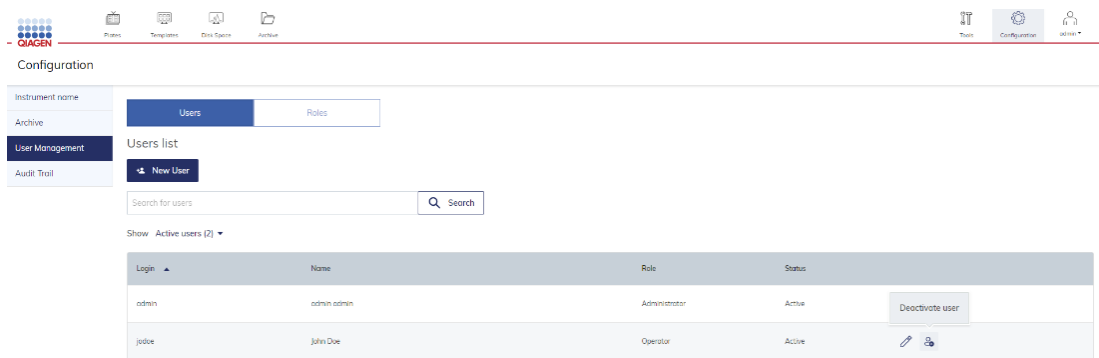 QIAGEN
Plates Templates Disk Space Archive Tools Configuration admin
Configuration
Instrument name
Archive
User Management
Audit Trail
Users Roles
Users list
New User
Search for users Search
Show Active users (2)
Login Name Role Status
admin admin admin Administrator Active
Deactivate user
jodoe John Doe Operator Active